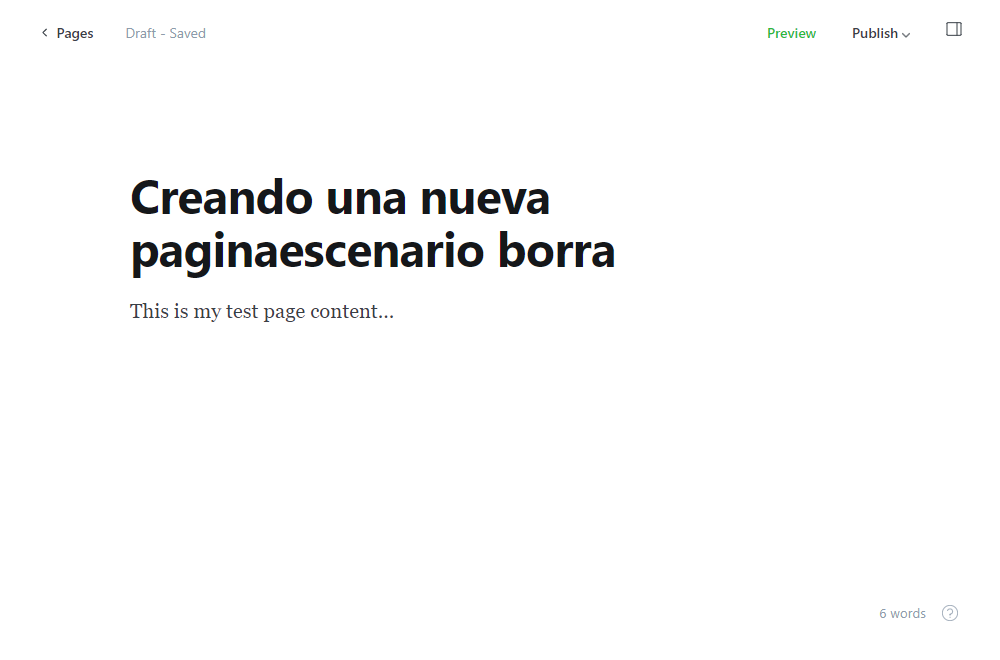 Pages
Draft - Saved
Preview
Publish
Creando una nueva
paginaescenario borra
This is my test page content...
6 words
?